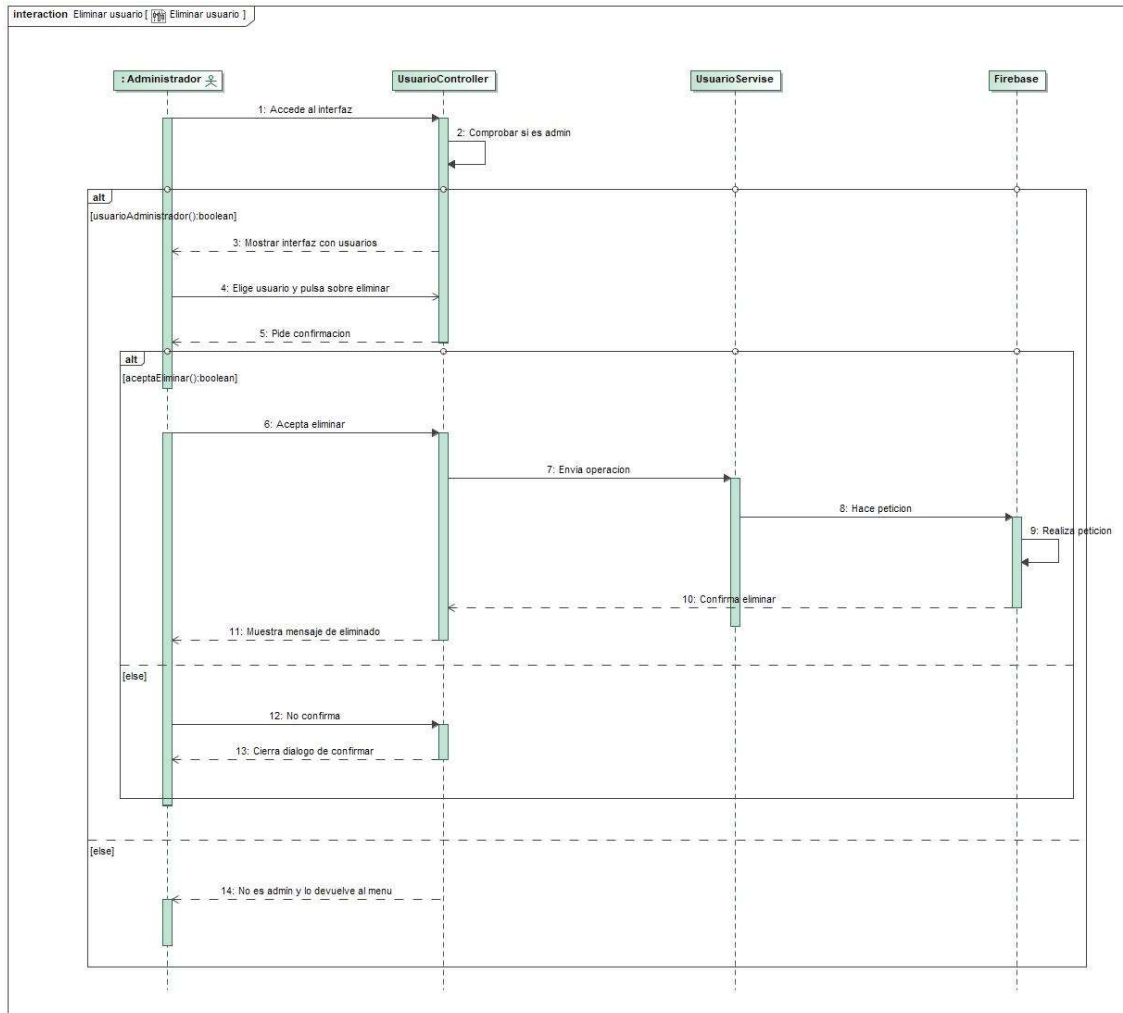 interaction Eliminar usuario [ Eliminar usuario ]
: Administrador
UsuarioController
UsuarioServise
Firebase
1: Accede al interfaz
2: Comprobar si es admin
alt
[usuarioAdministrador():boolean]
3: Mostrar interfaz con usuarios
4: Elige usuario y pulsa sobre eliminar
5: Pide confirmacion
alt
[aceptaEliminar():boolean]
6: Acepta eliminar
7: Envia operacion
8: Hace peticion
9: Realiza peticion
10: Confirma eliminar
11: Muestra mensaje de eliminado
[else]
12: No confirma
13: Cierra dialogo de confirmar
[else]
14: No es admin y lo devuelve al menu